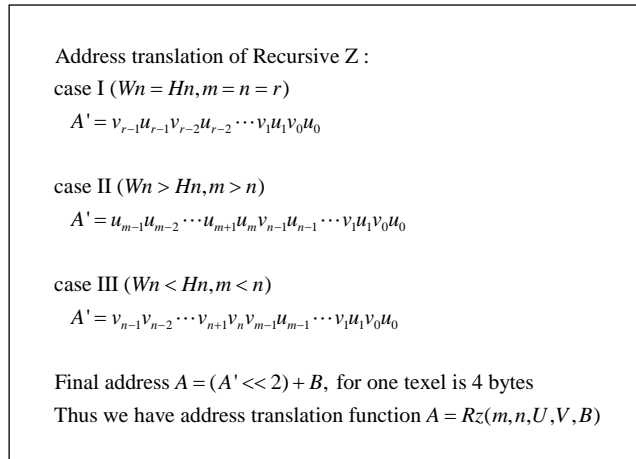 Address translation of Recursive Z :
case I (Wn = Hn, m = n = r)
A' = v_{r-1}u_{r-1}v_{r-2}u_{r-2} ⋯ v_1u_1v_0u_0
case II (Wn > Hn, m > n)
A' = u_{m-1}u_{m-2} ⋯ u_{m+1}u_m v_{n-1}u_{n-1} ⋯ v_1u_1v_0u_0
case III (Wn < Hn, m < n)
A' = v_{n-1}v_{n-2} ⋯ v_{n+1}v_n v_{m-1}u_{m-1} ⋯ v_1u_1v_0u_0
Final address A = (A' << 2) + B, for one texel is 4 bytes
Thus we have address translation function A = Rz(m,n,U,V,B)